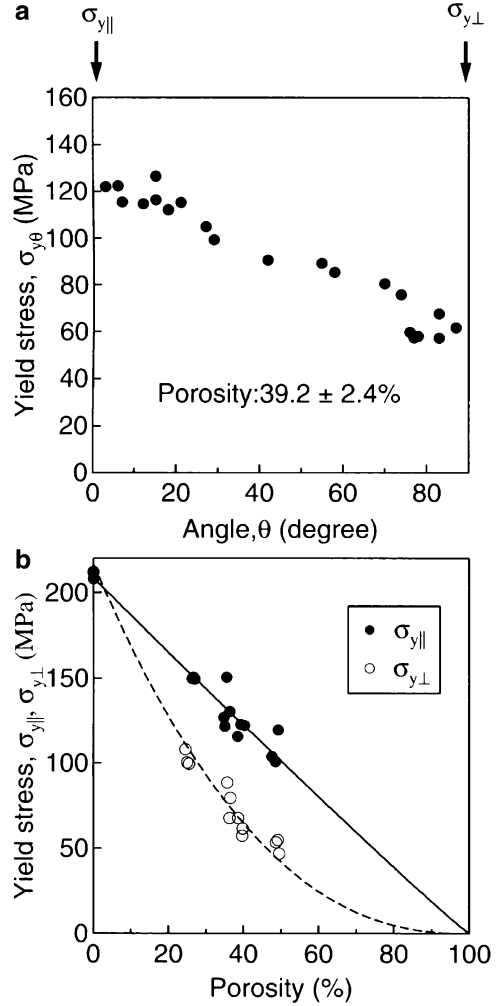 a
σy∥ σy⊥
160
140
120
100
80
60
40
20
0
Yield stress, σyθ (MPa)
Porosity:39.2 ± 2.4%
0 20 40 60 80
Angle,θ (degree)
b
200
150
100
50
0
Yield stress, σy∥, σy⊥ (MPa)
σy∥
σy⊥
0 20 40 60 80 100
Porosity (%)